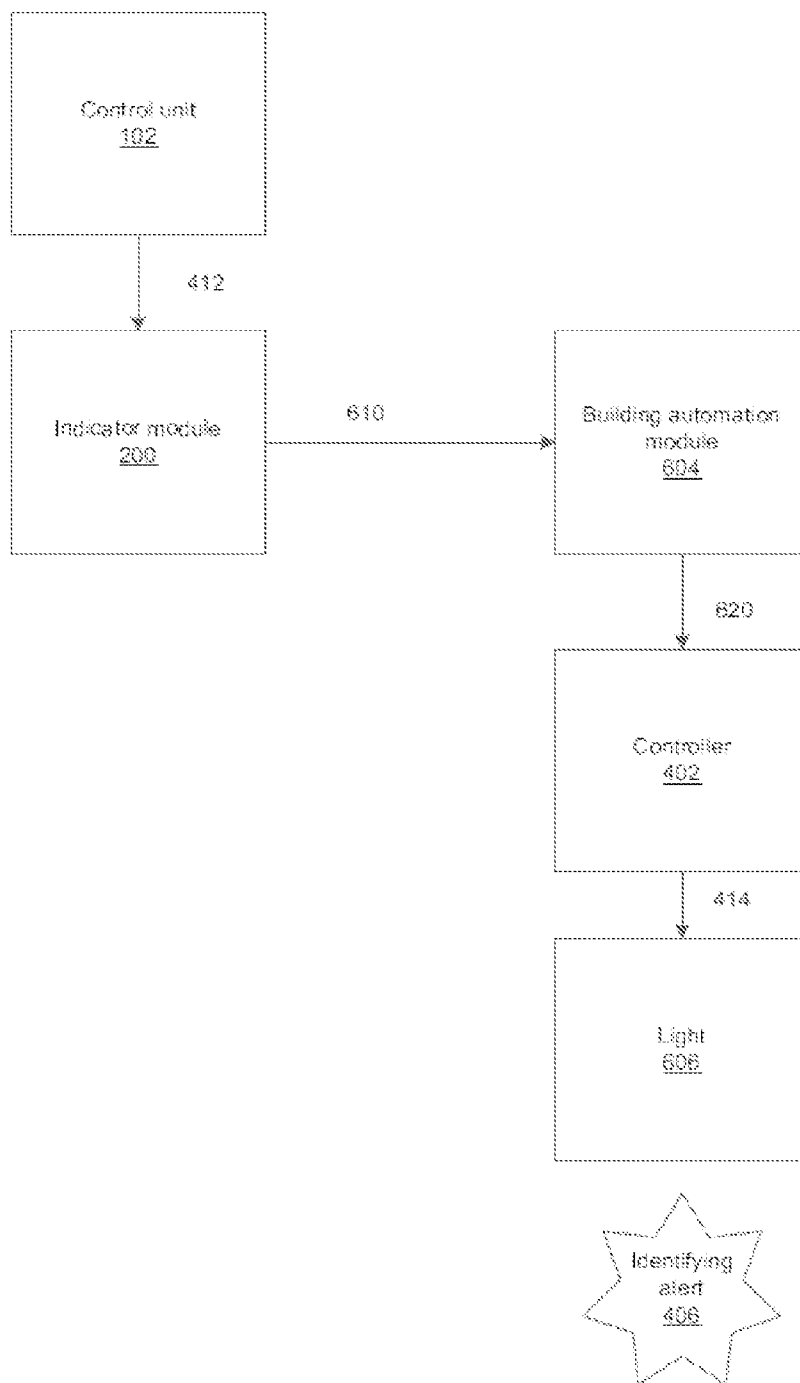 Control unit
102
412
Indicator module
200
610
Building automation
module
604
620
Controller
402
414
Light
606
Identifying
alert
406